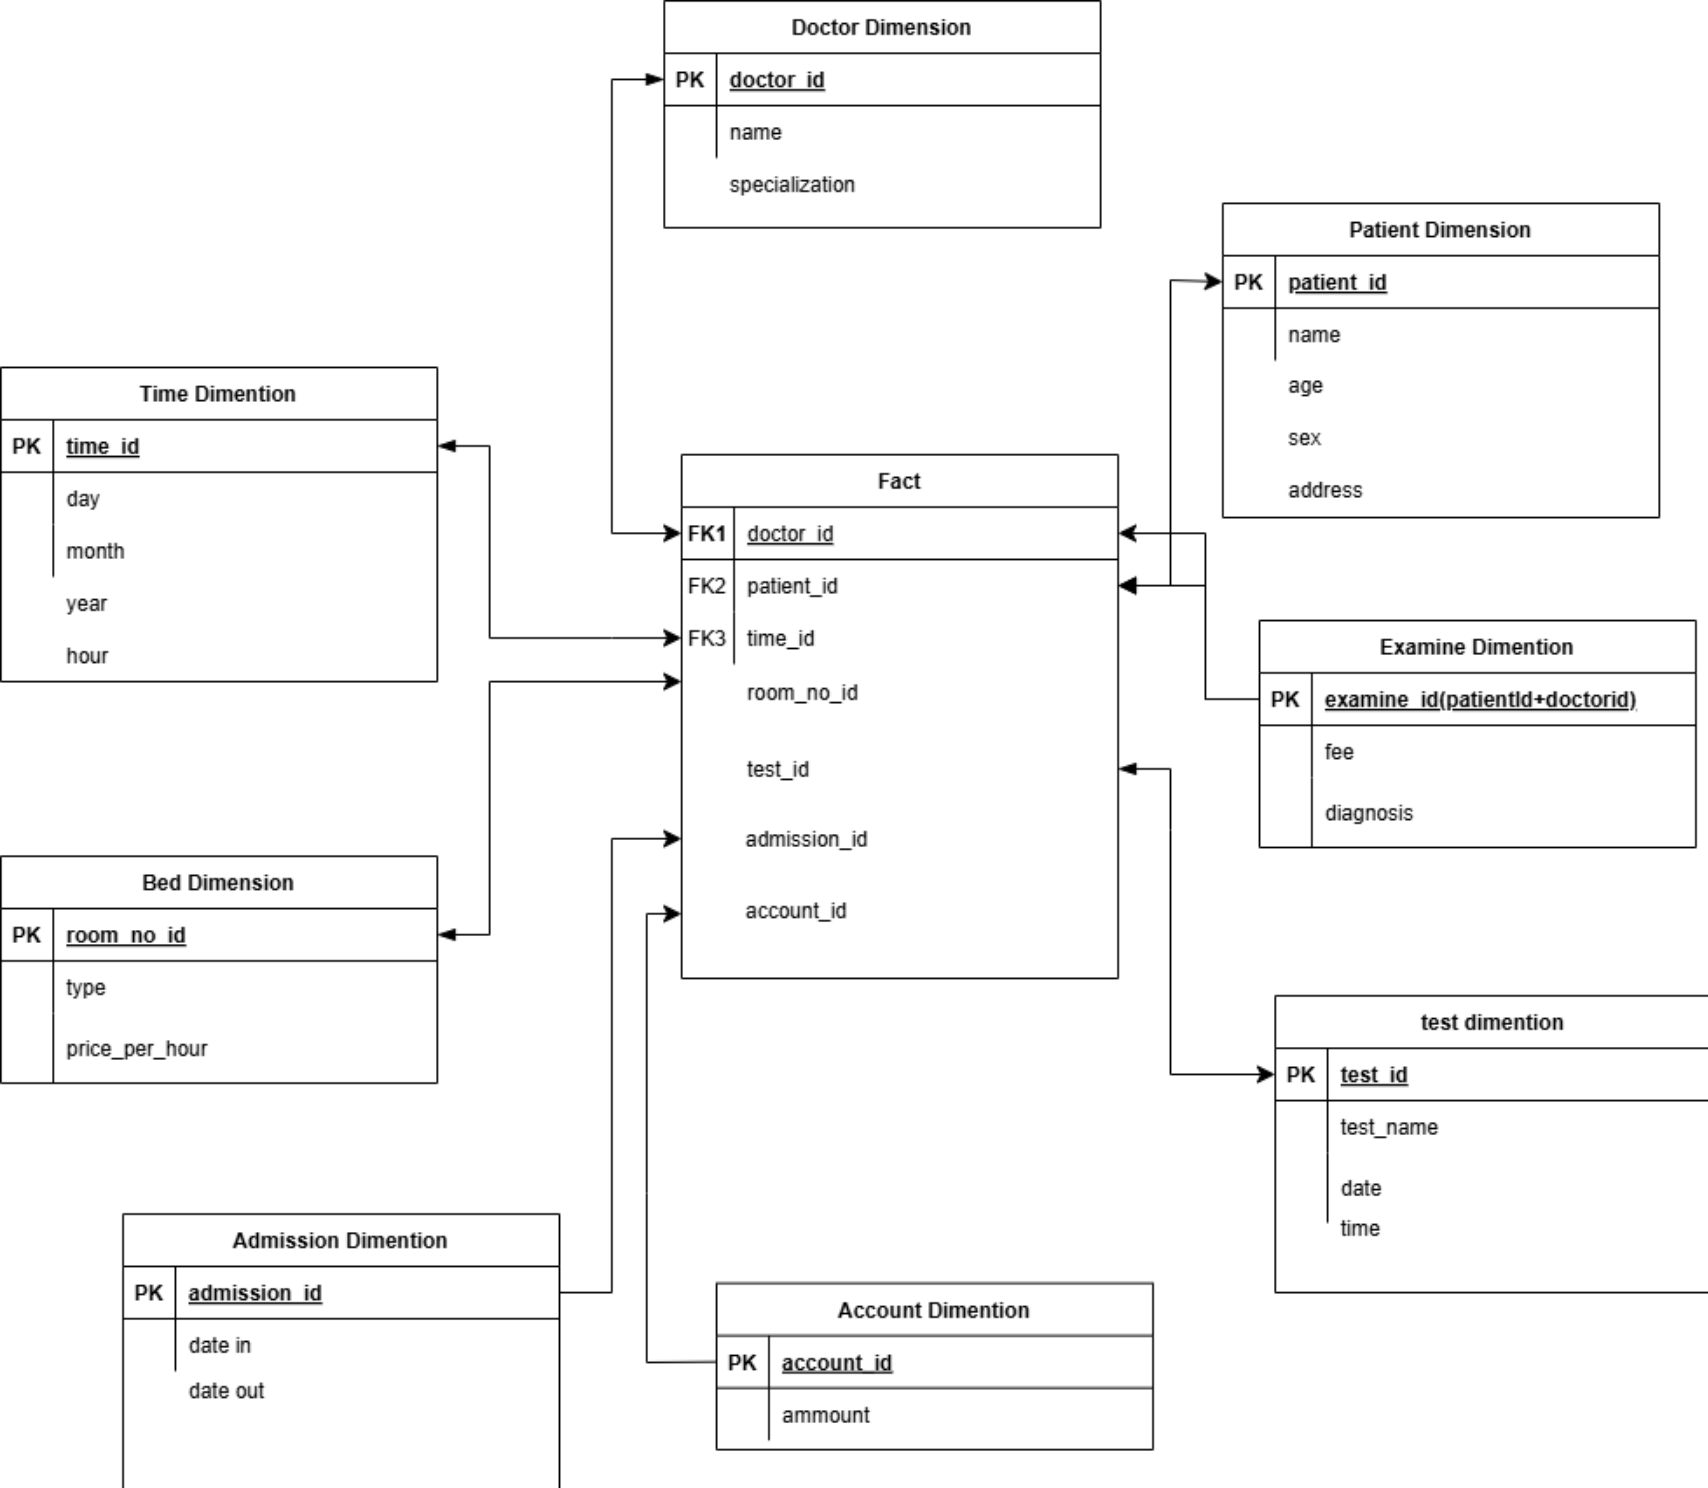 Doctor Dimension
PK doctor_id
name
specialization
Patient Dimension
PK patient_id
name
age
sex
address
Time Dimention
PK time_id
day
month
year
hour
Fact
FK1 doctor_id
FK2 patient_id
FK3 time_id
room_no_id
test_id
admission_id
account_id
Examine Dimention
PK examine_id(patientId+doctorid)
fee
diagnosis
Bed Dimension
PK room_no_id
type
price_per_hour
test dimention
PK test_id
test_name
date
time
Admission Dimention
PK admission_id
date in
date out
Account Dimention
PK account_id
ammount